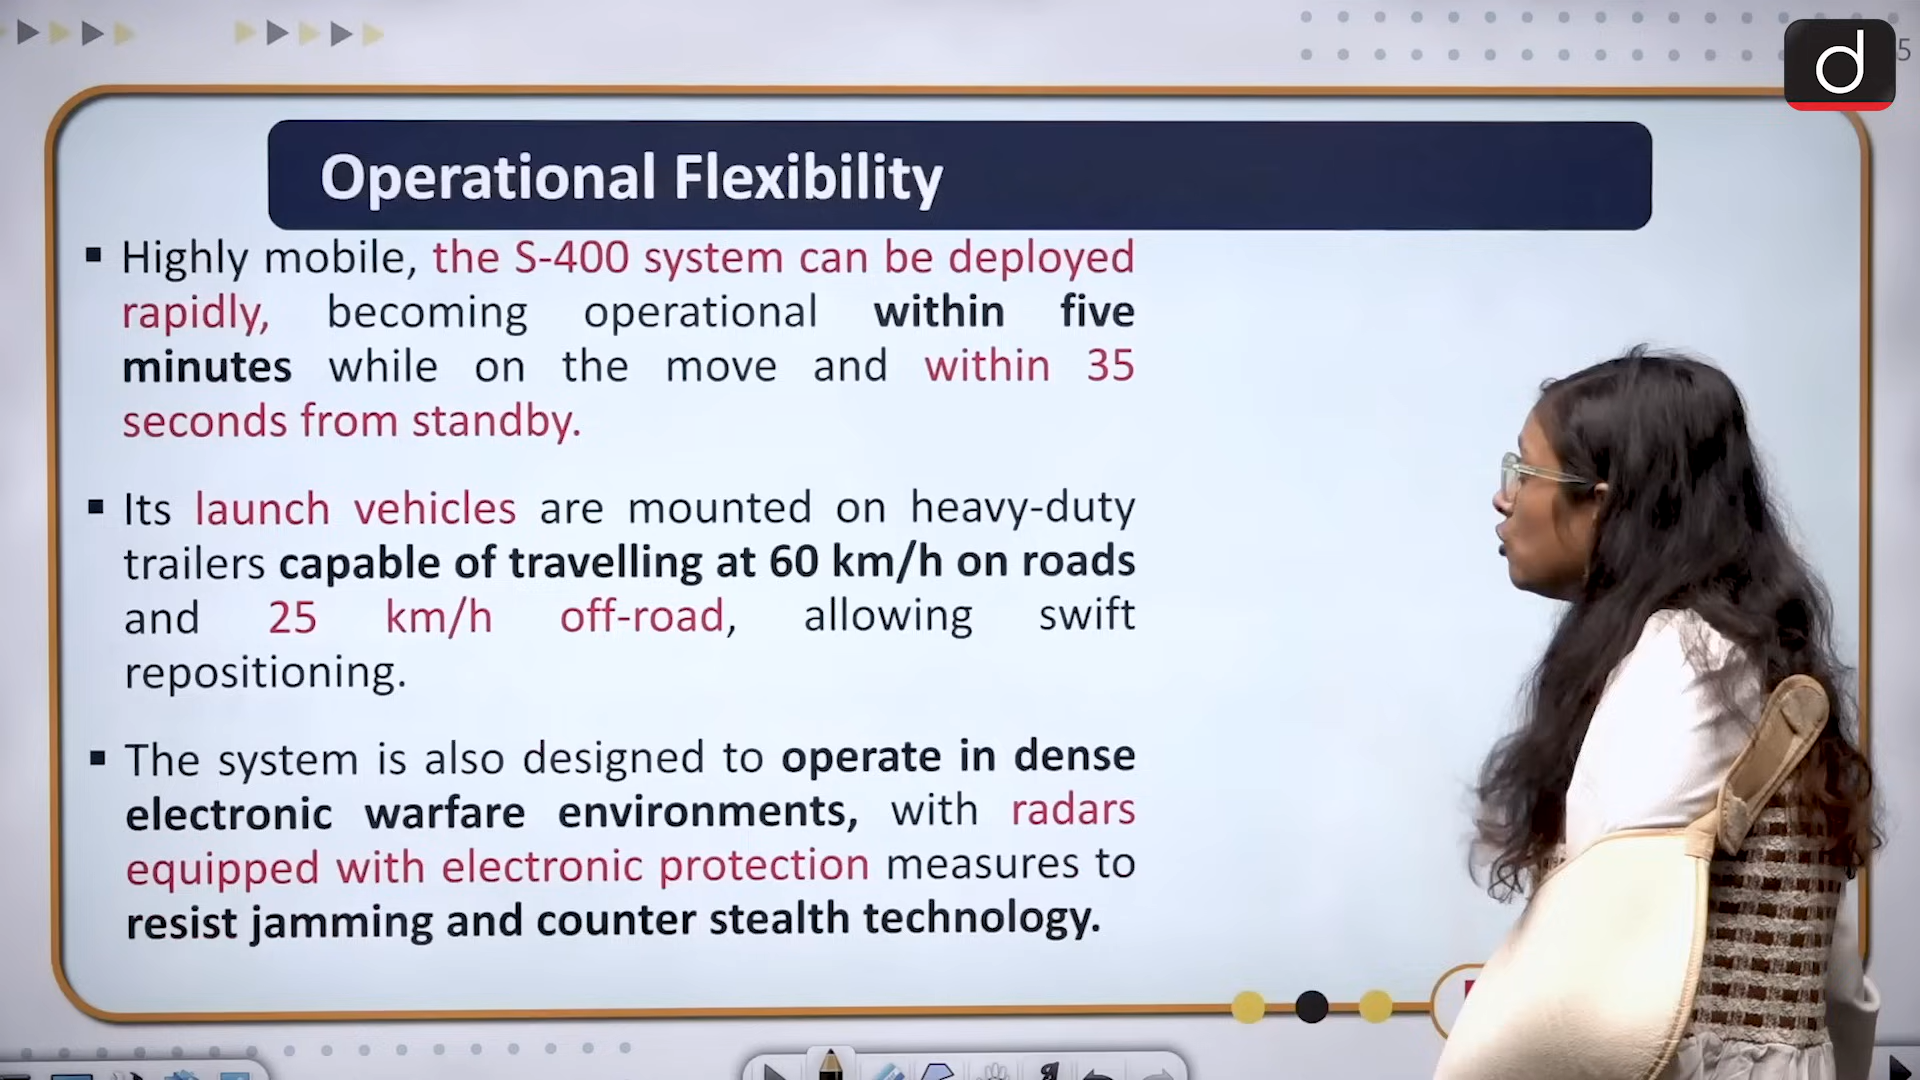 d
5
Operational Flexibility
▪ Highly mobile, the S-400 system can be deployed
rapidly, becoming operational within five
minutes while on the move and within 35
seconds from standby.
▪ Its launch vehicles are mounted on heavy-duty
trailers capable of travelling at 60 km/h on roads
and 25 km/h off-road, allowing swift
repositioning.
▪ The system is also designed to operate in dense
electronic warfare environments, with radars
equipped with electronic protection measures to
resist jamming and counter stealth technology.